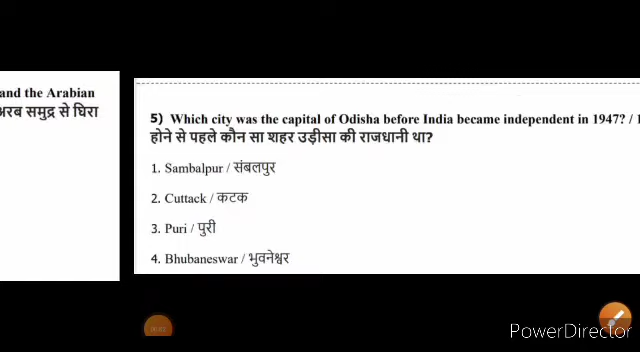 and the Arabian
अरब समुद्र से घिरा
5) Which city was the capital of Odisha before India became independent in 1947? /
होने से पहले कौन सा शहर उड़ीसा की राजधानी था?
1. Sambalpur / संबलपुर
2. Cuttack / कटक
3. Puri / पुरी
4. Bhubaneswar / भुवनेश्वर
PowerDirector